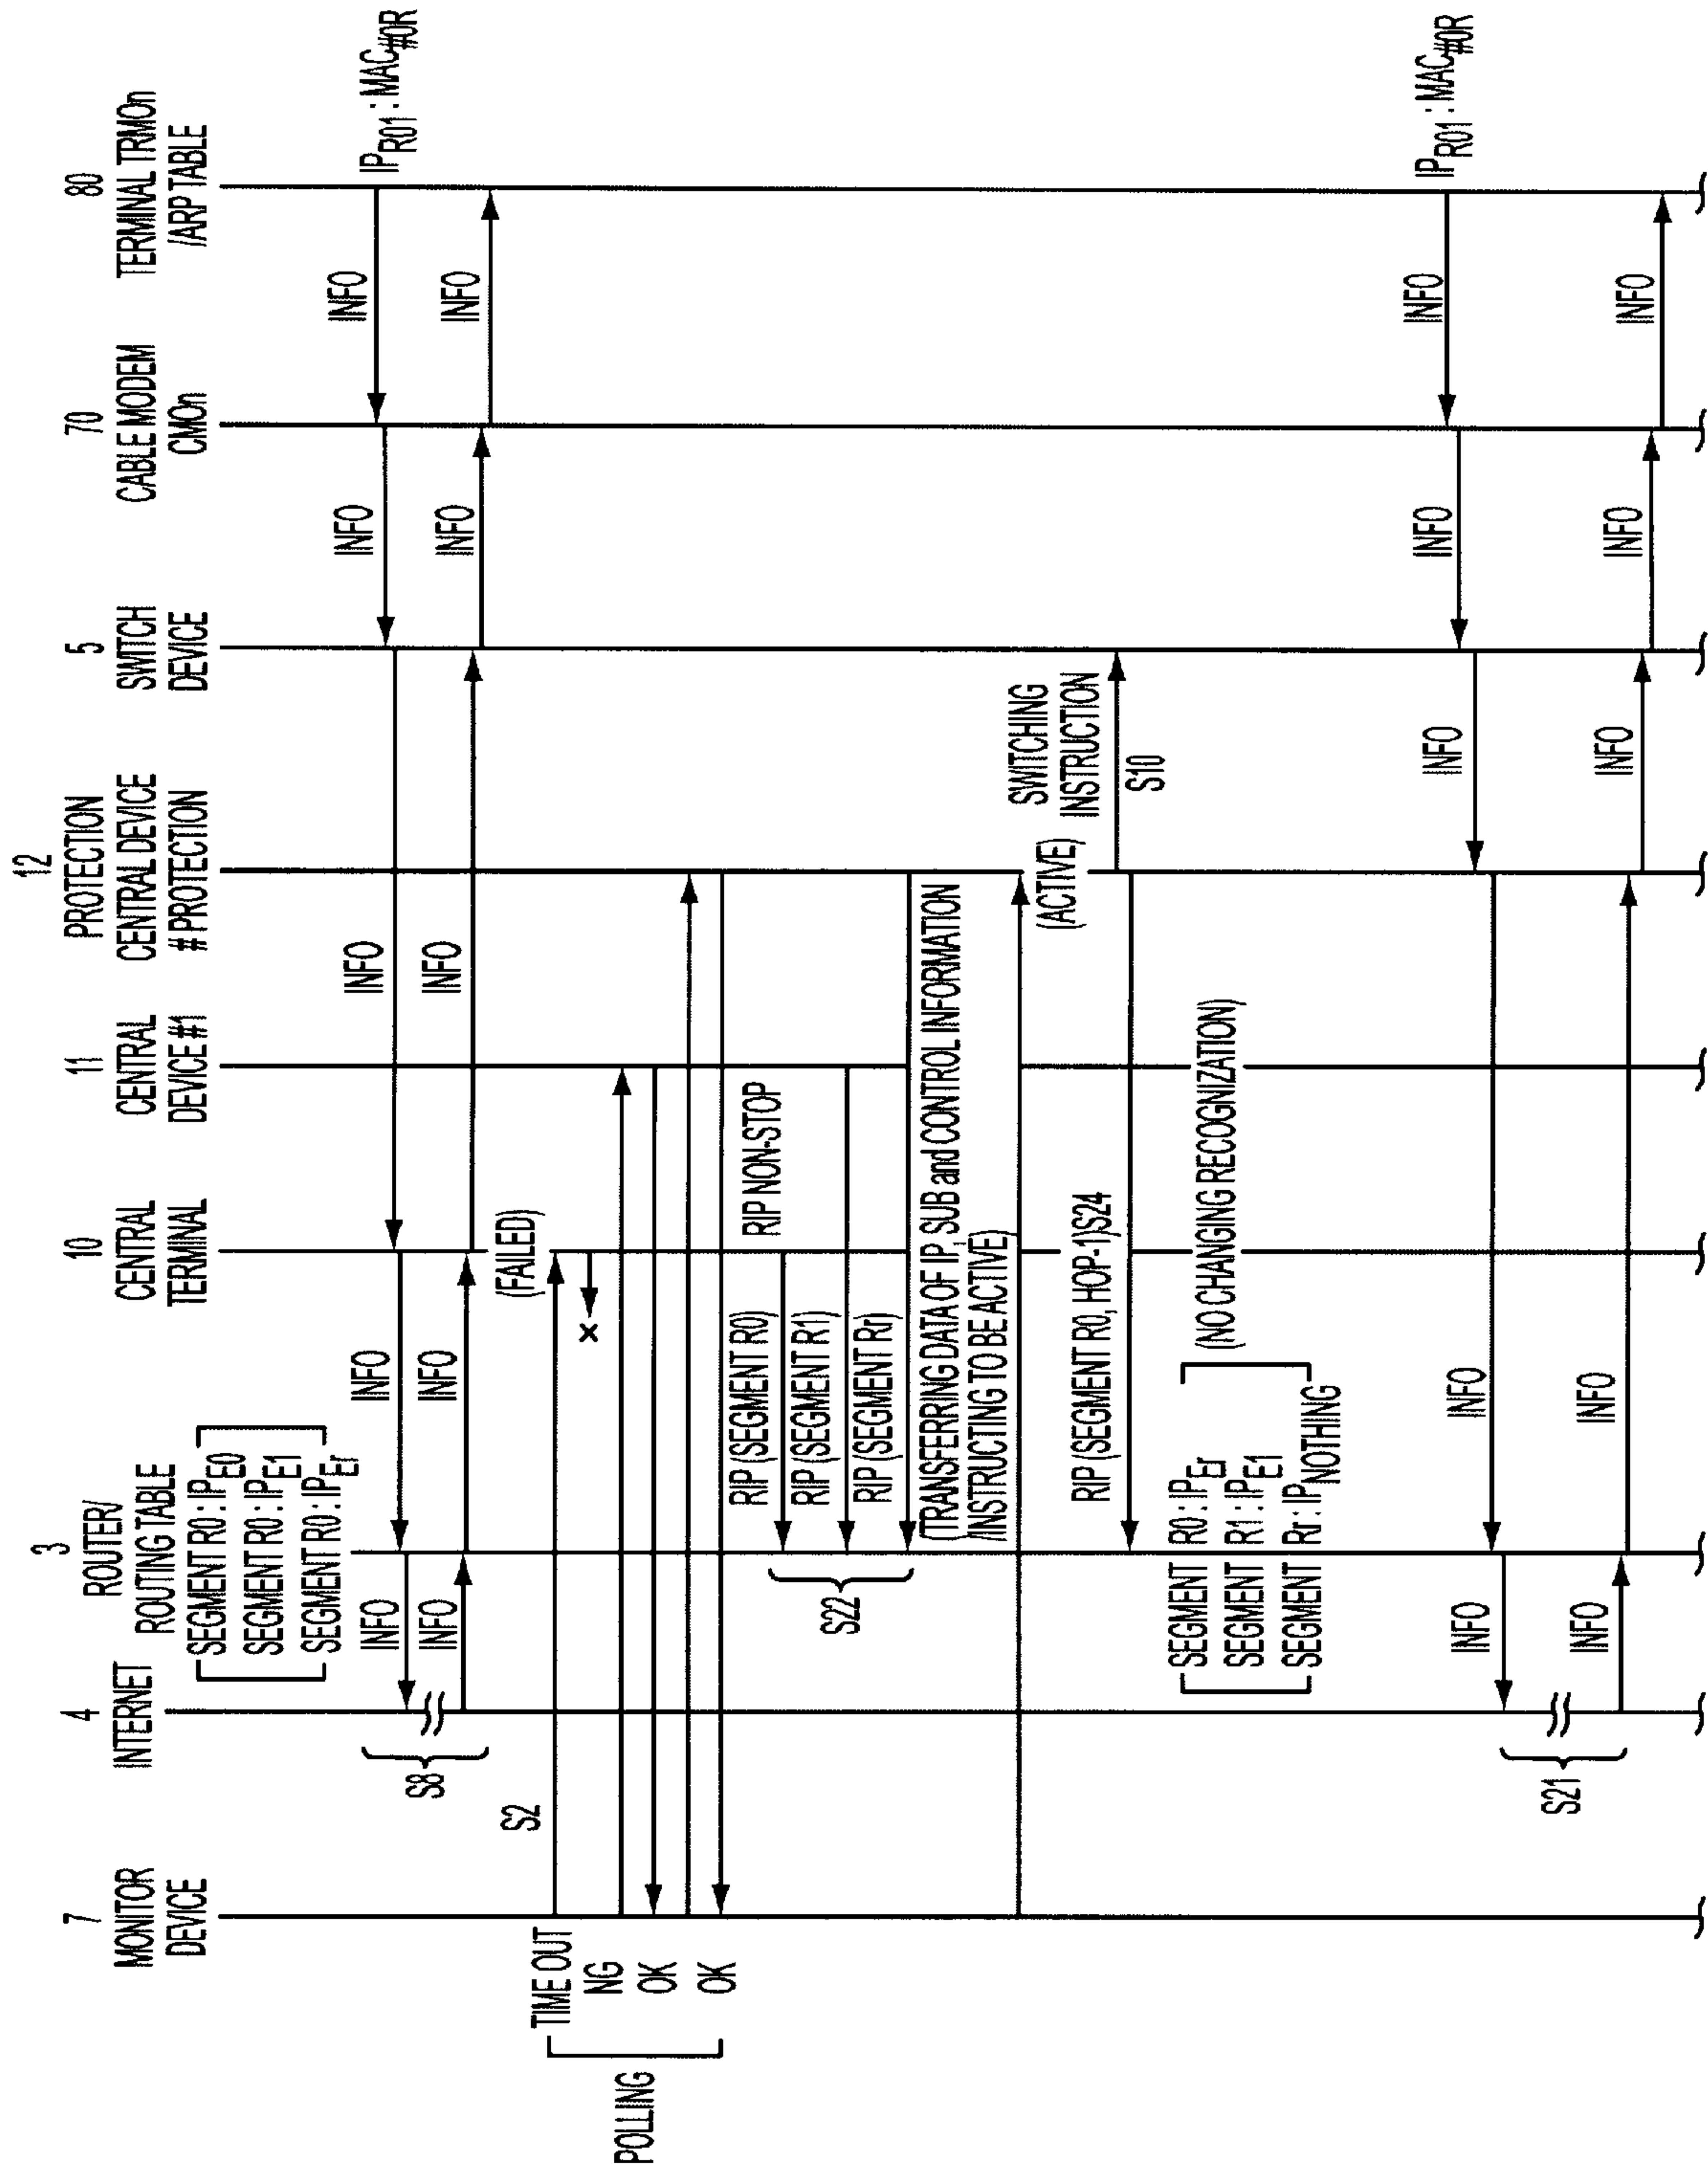 7
MONITOR
DEVICE
4
INTERNET
3
ROUTER/
ROUTING TABLE
SEGMENT R0 : IPE0
SEGMENT R0 : IPE1
SEGMENT R0 : IPEr
10
CENTRAL
TERMINAL
11
CENTRAL
DEVICE #1
12
PROTECTION
CENTRAL DEVICE
# PROTECTION
5
SWITCH
DEVICE
70
CABLE MODEM
CM0n
80
TERMINAL TRM0n
/ARP TABLE
IPR01 : MAC#0R
INFO
INFO
INFO
INFO
INFO
INFO
INFO
INFO
INFO
INFO
S8
S2
(FAILED)
×
POLLING
TIME OUT
NG
OK
OK
RIP NON-STOP
RIP (SEGMENT R0)
RIP (SEGMENT R1)
RIP (SEGMENT Rr)
S22
(TRANSFERRING DATA OF IP, SUB and CONTROL INFORMATION
/INSTRUCTING TO BE ACTIVE)
(ACTIVE)
SWITCHING
INSTRUCTION
S10
RIP (SEGMENT R0, HOP-1)S24
SEGMENT R0 : IPEr
SEGMENT R1 : IPE1
SEGMENT Rr : IPNOTHING
(NO CHANGING RECOGNIZATION)
IPR01 : MAC#0R
INFO
INFO
INFO
INFO
INFO
INFO
INFO
INFO
INFO
INFO
S21